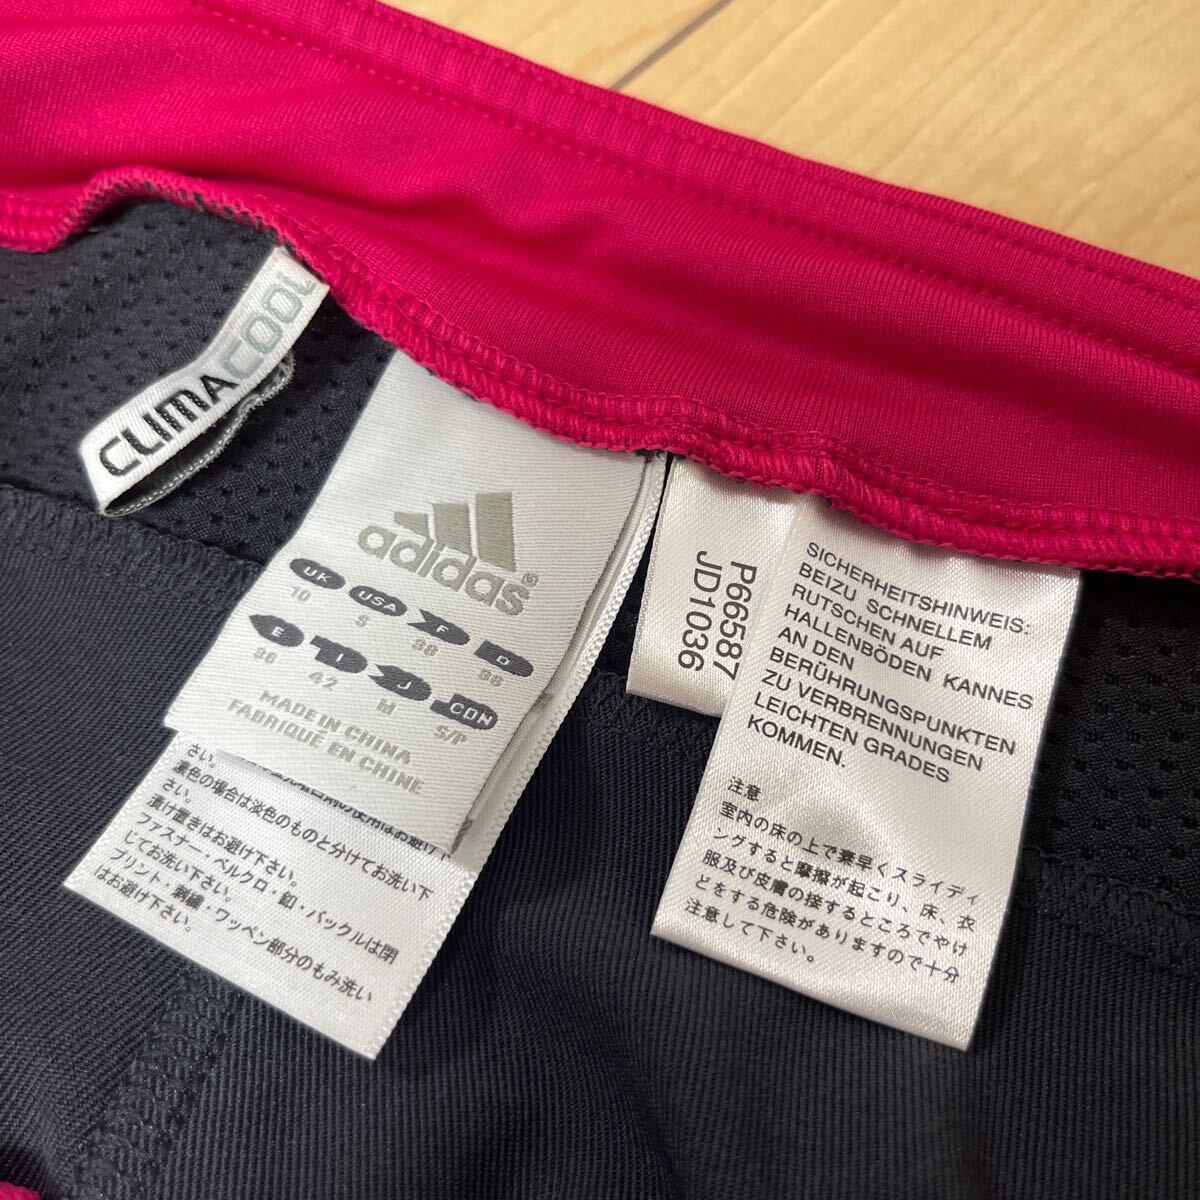 CLIMACOOL
adidas
UK USA F D
10 S 38 36
E I J CDN
36 42 M S/P
MADE IN CHINA
FABRIQUÉ EN CHINE
さい。
濃色の場合は淡色のものと分けてお洗い下
さい。
漬け置きはお避け下さい。
ファスナー・ベルクロ・釦・バックルは閉
じてお洗い下さい。
プリント・刺繍・ワッペン部分のもみ洗い
はお避け下さい。
P66587
JD1036
SICHERHEITSHINWEIS:
BEIZU SCHNELLEM
RUTSCHEN AUF
HALLENBÖDEN KANNES
AN DEN
BERÜHRUNGSPUNKTEN
ZU VERBRENNUNGEN
LEICHTEN GRADES
KOMMEN.
注意
室内の床の上で素早くスライディ
ングすると摩擦が起こり、床、衣
服及び皮膚の接するところでやけ
どをする危険がありますので十分
注意して下さい。